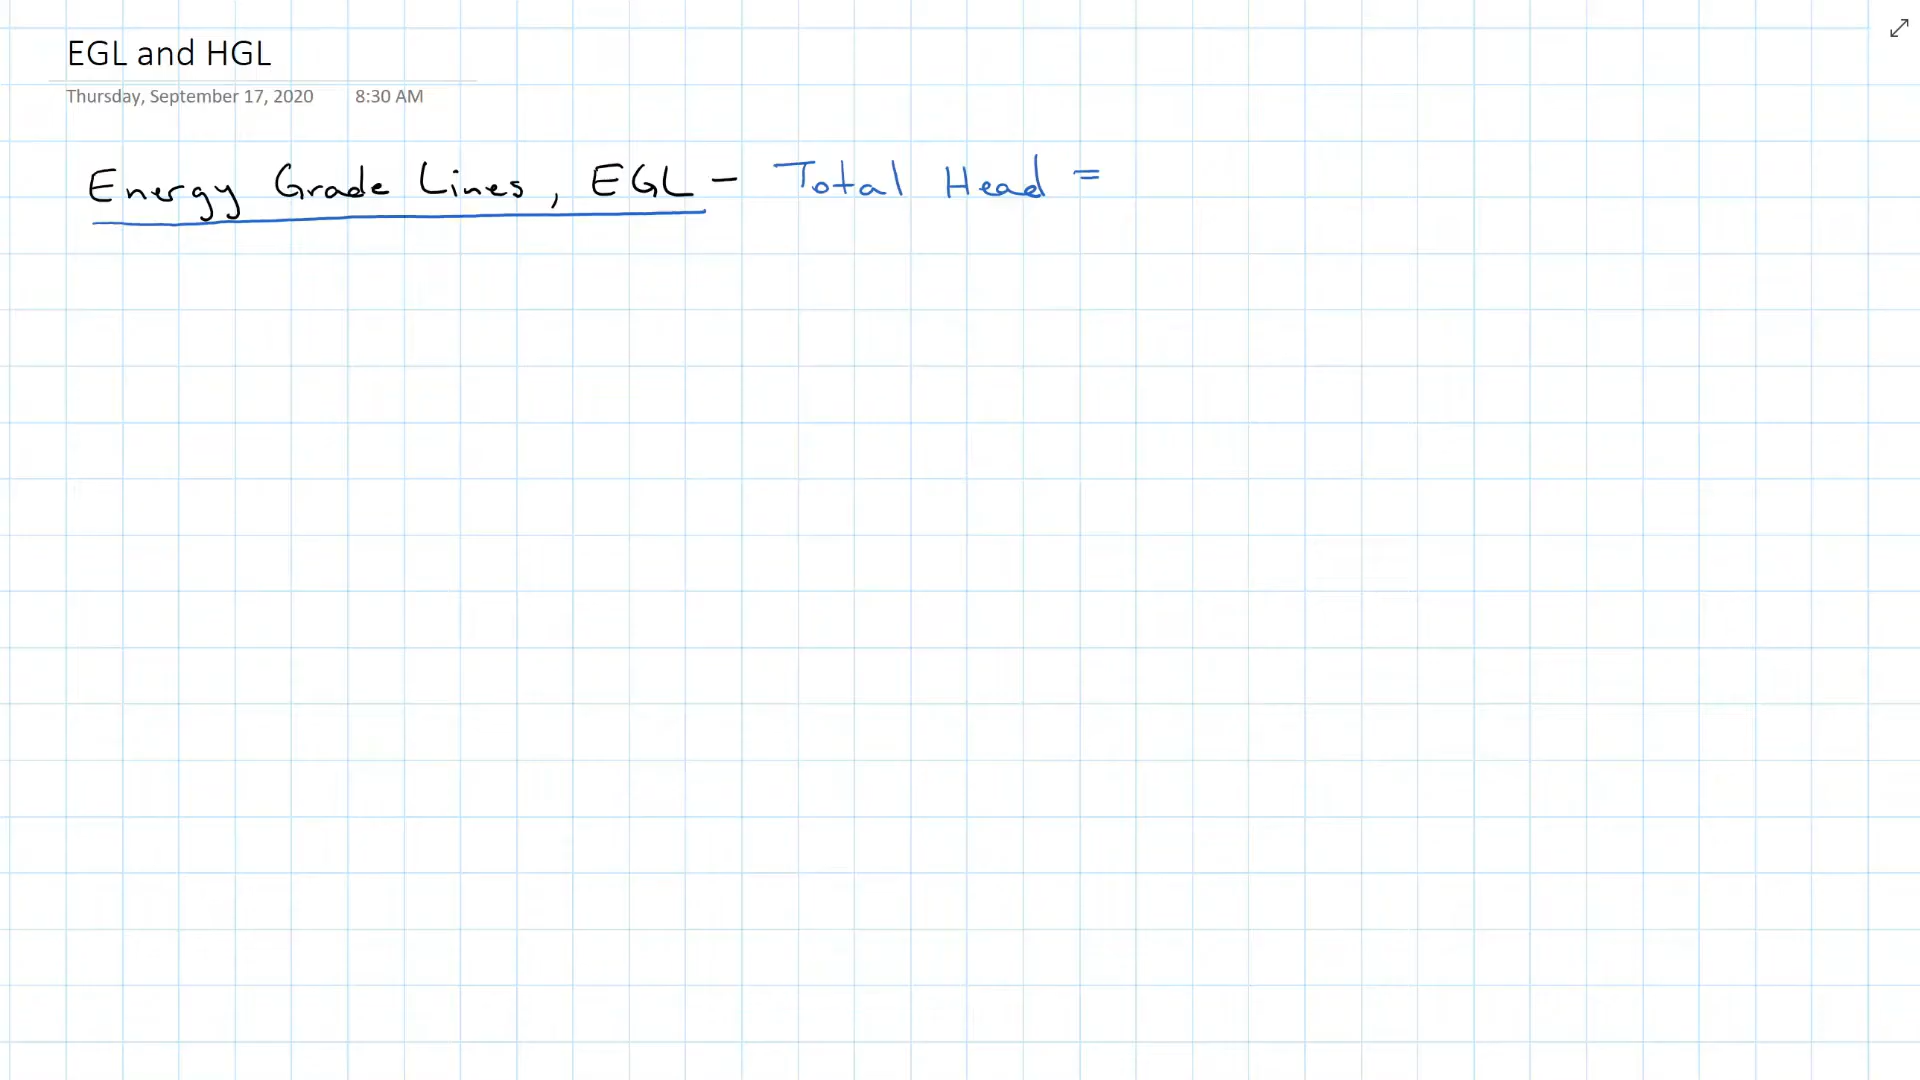 EGL and HGL
Thursday, September 17, 2020 8:30 AM
Energy Grade Lines, EGL - Total Head =